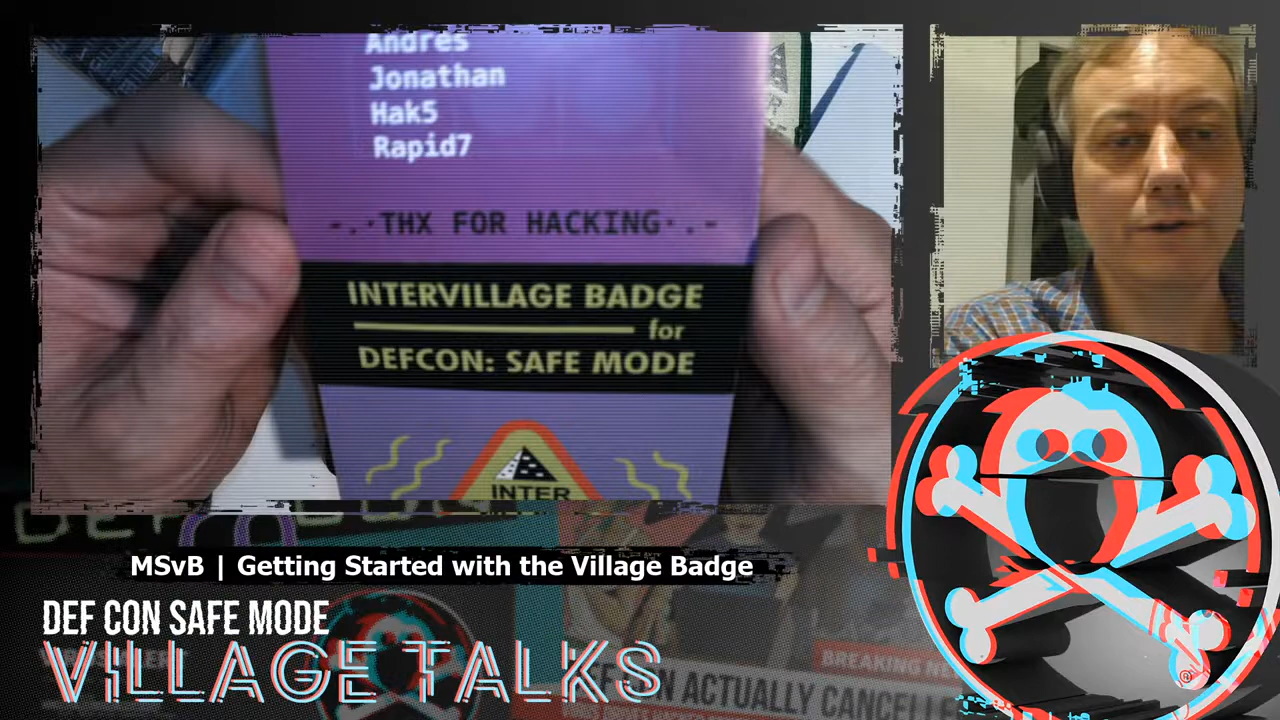 Andres
Jonathan
Hak5
Rapid7
-.·THX FOR HACKING·.-
INTERVILLAGE BADGE
for
DEFCON: SAFE MODE
INTER
MSvB | Getting Started with the Village Badge
DEF CON SAFE MODE
VILLAGE TALKS
BREAKING NE
ACTUALLY CANCELLE